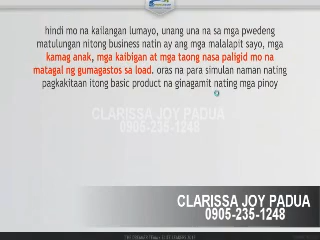 hindi mo na kailangan lumayo, unang una na sa mga pwedeng
matulungan nitong business natin ay ang mga malalapit sayo, mga
kamag anak, mga kaibigan at mga taong nasa paligid mo na
matagal ng gumagastos sa load. oras na para simulan naman nating
pagkakitaan itong basic product na ginagamit nating mga pinoy
CLARISSA JOY PADUA
0905-235-1248
CLARISSA JOY PADUA
0905-235-1248